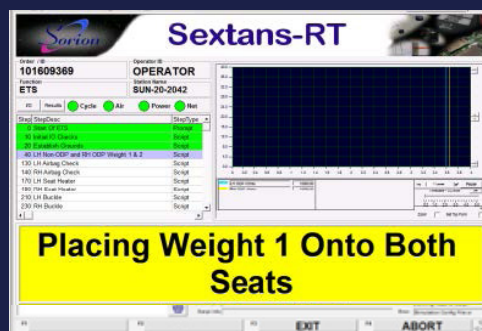 Sorion
Sextans-RT
Order / ID
101609369
Operator ID
OPERATOR
Function
ETS
Station Name
SUN-20-2042
I/O Results Cycle Air Power Net
Step StepDesc StepType
0 Start Of ETS Prompt
10 Initial IO Checks Script
20 Establish Grounds Script
40 LH Non-ODP and RH ODP Weight 1 & 2 Script
130 LH Airbag Check Script
140 RH Airbag Check Script
170 LH Seat Heater Script
180 RH Seat Heater Script
210 LH Buckle Script
230 RH Buckle Script
Placing Weight 1 Onto Both
Seats
EXIT
ABORT